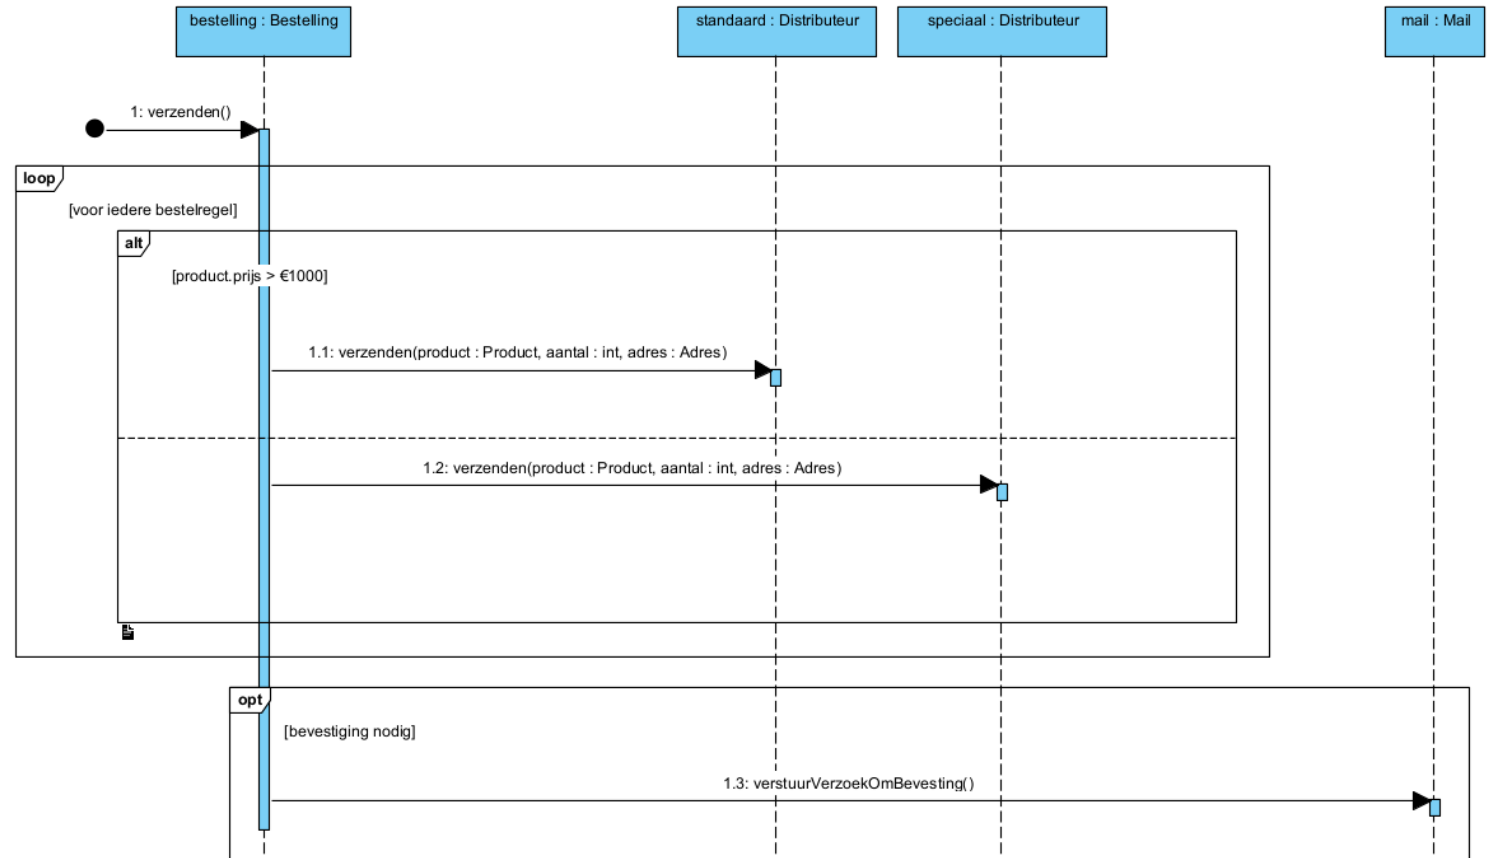 bestelling : Bestelling
standaard : Distributeur
speciaal : Distributeur
mail : Mail
1: verzenden()
loop
[voor iedere bestelregel]
alt
[product.prijs > €1000]
1.1: verzenden(product : Product, aantal : int, adres : Adres)
1.2: verzenden(product : Product, aantal : int, adres : Adres)
opt
[bevestiging nodig]
1.3: verstuurVerzoekOmBevesting()